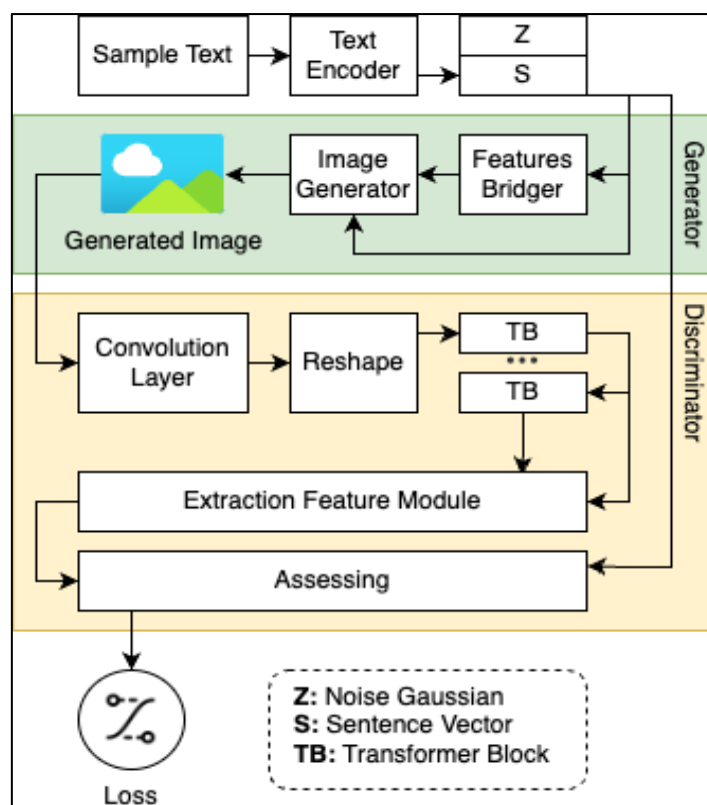 Sample Text
Text
Encoder
Z
S
Generator
Image
Generator
Features
Bridger
Generated Image
Discriminator
Convolution
Layer
Reshape
TB
...
TB
Extraction Feature Module
Assessing
Z: Noise Gaussian
S: Sentence Vector
TB: Transformer Block
Loss